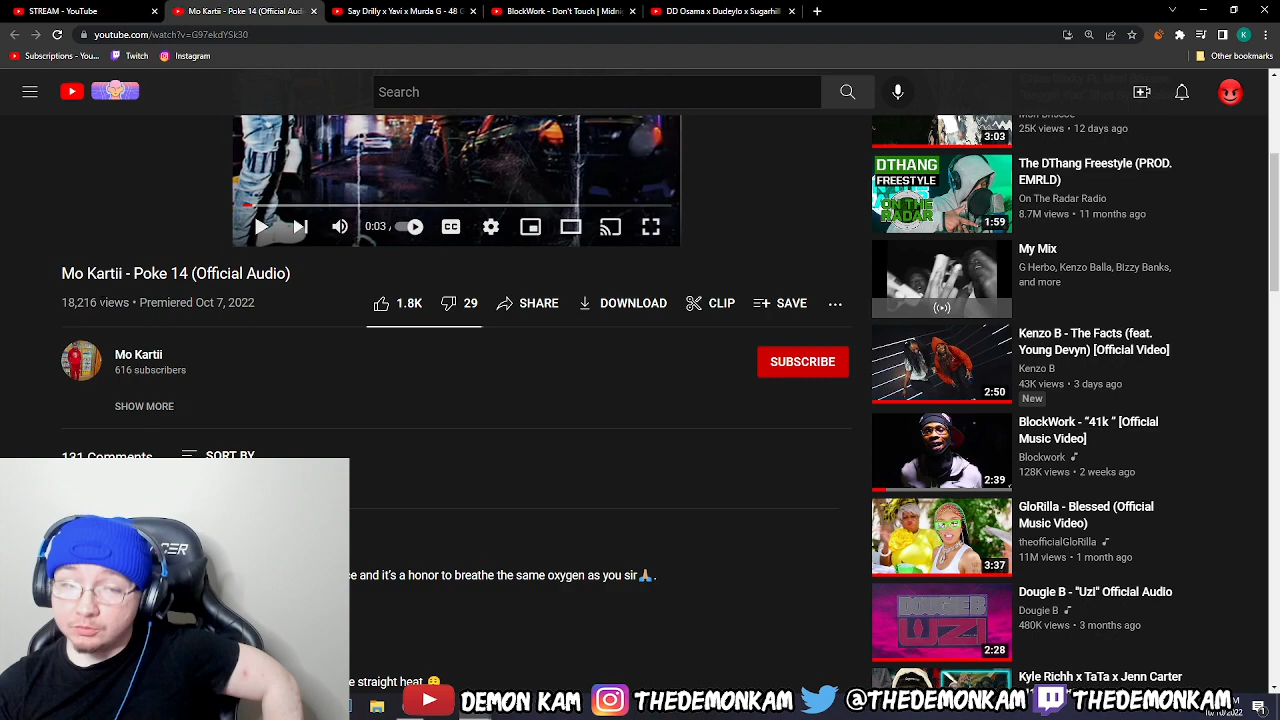 STREAM - YouTube
Mo Kartii - Poke 14 (Official Audi
Say Drilly x Yavi x Murda G - 48 C
BlockWork - Don't Touch [ Midnig
DD Osama x Dudeylo x Sugarhill
youtube.com/watch?v=G97ekdYSk30
K
Subscriptions - You...
Twitch
Instagram
Other bookmarks
Search
25K views • 12 days ago
3:03
The DThang Freestyle (PROD. EMRLD)
On The Radar Radio
8.7M views • 11 months ago
DTHANG
FREESTYLE
ON THE
RADAR
1:59
0:03 /
CC
My Mix
G Herbo, Kenzo Balla, BIzzy Banks,
and more
Mo Kartii - Poke 14 (Official Audio)
18,216 views • Premiered Oct 7, 2022
1.8K
29
SHARE
DOWNLOAD
CLIP
SAVE
Mo Kartii
616 subscribers
SUBSCRIBE
SHOW MORE
Kenzo B - The Facts (feat.
Young Devyn) [Official Video]
Kenzo B
43K views • 3 days ago
New
2:50
131 Comments
SORT BY
BlockWork - “41k ” [Official
Music Video]
Blockwork
128K views • 2 weeks ago
2:39
GloRilla - Blessed (Official
Music Video)
theofficialGloRilla
11M views • 1 month ago
3:37
ce and it’s a honor to breathe the same oxygen as you sir🙏🏼.
Dougie B - "Uzi" Official Audio
Dougie B
480K views • 3 months ago
DOUGIE B
UZI
2:28
e straight heat
Kyle Richh x TaTa x Jenn Carter
DEMON KAM
THEDEMONKAM
@THEDEMONKAM
THEDEMONKAM